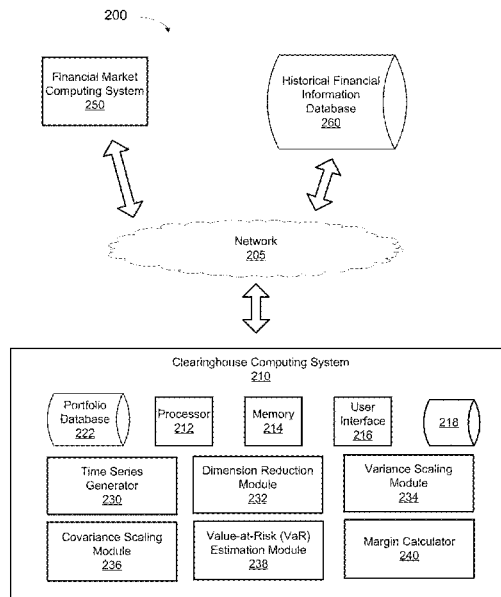 200
Financial Market
Computing System
250
Historical Financial
Information
Database
260
Network
205
Clearinghouse Computing System
210
Portfolio
Database
222
Processor
212
Memory
214
User
Interface
216
218
Time Series
Generator
230
Dimension Reduction
Module
232
Variance Scaling
Module
234
Covariance Scaling
Module
236
Value-at-Risk (VaR)
Estimation Module
238
Margin Calculator
240